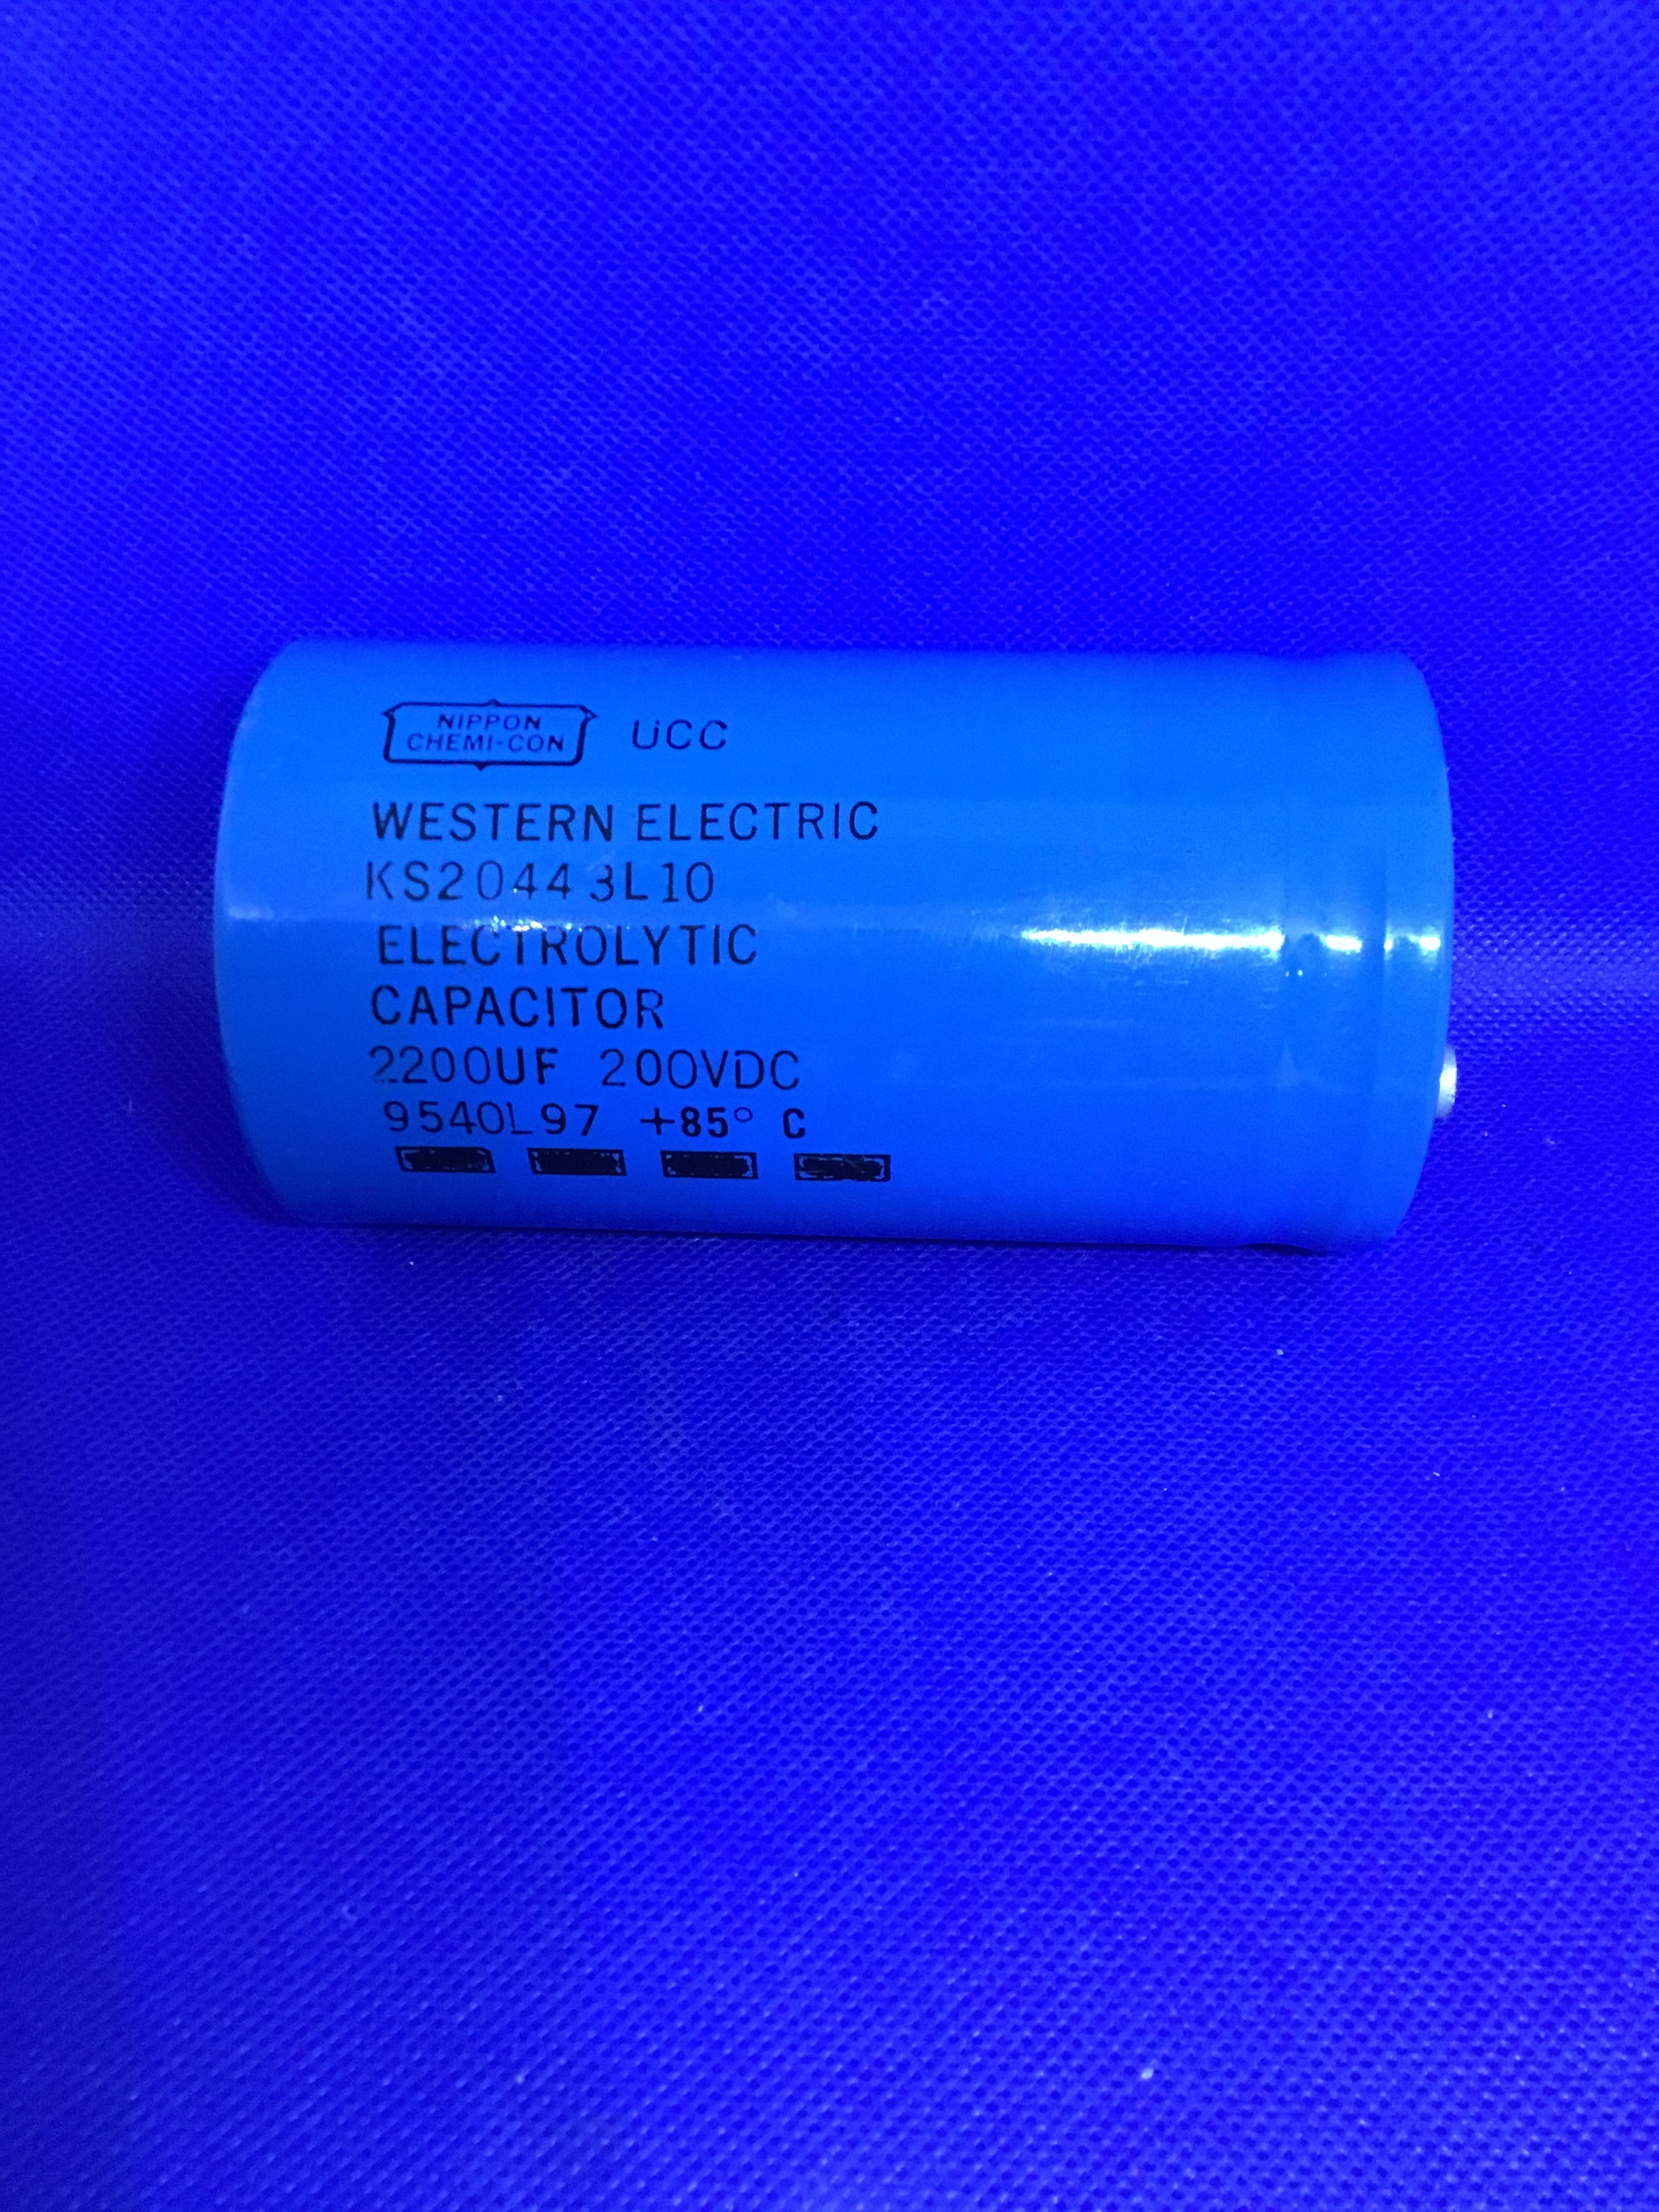 NIPPON
CHEMI-CON UCC
WESTERN ELECTRIC
KS20443L10
ELECTROLYTIC
CAPACITOR
2200UF 200VDC
9540L97 +85° C